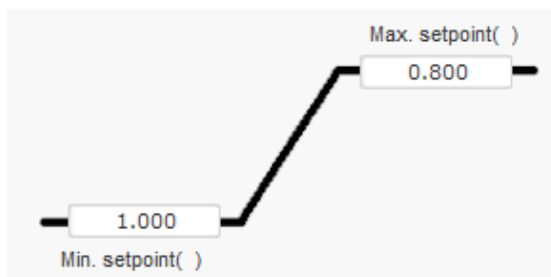 Max. setpoint( )
0.800
1.000
Min. setpoint( )